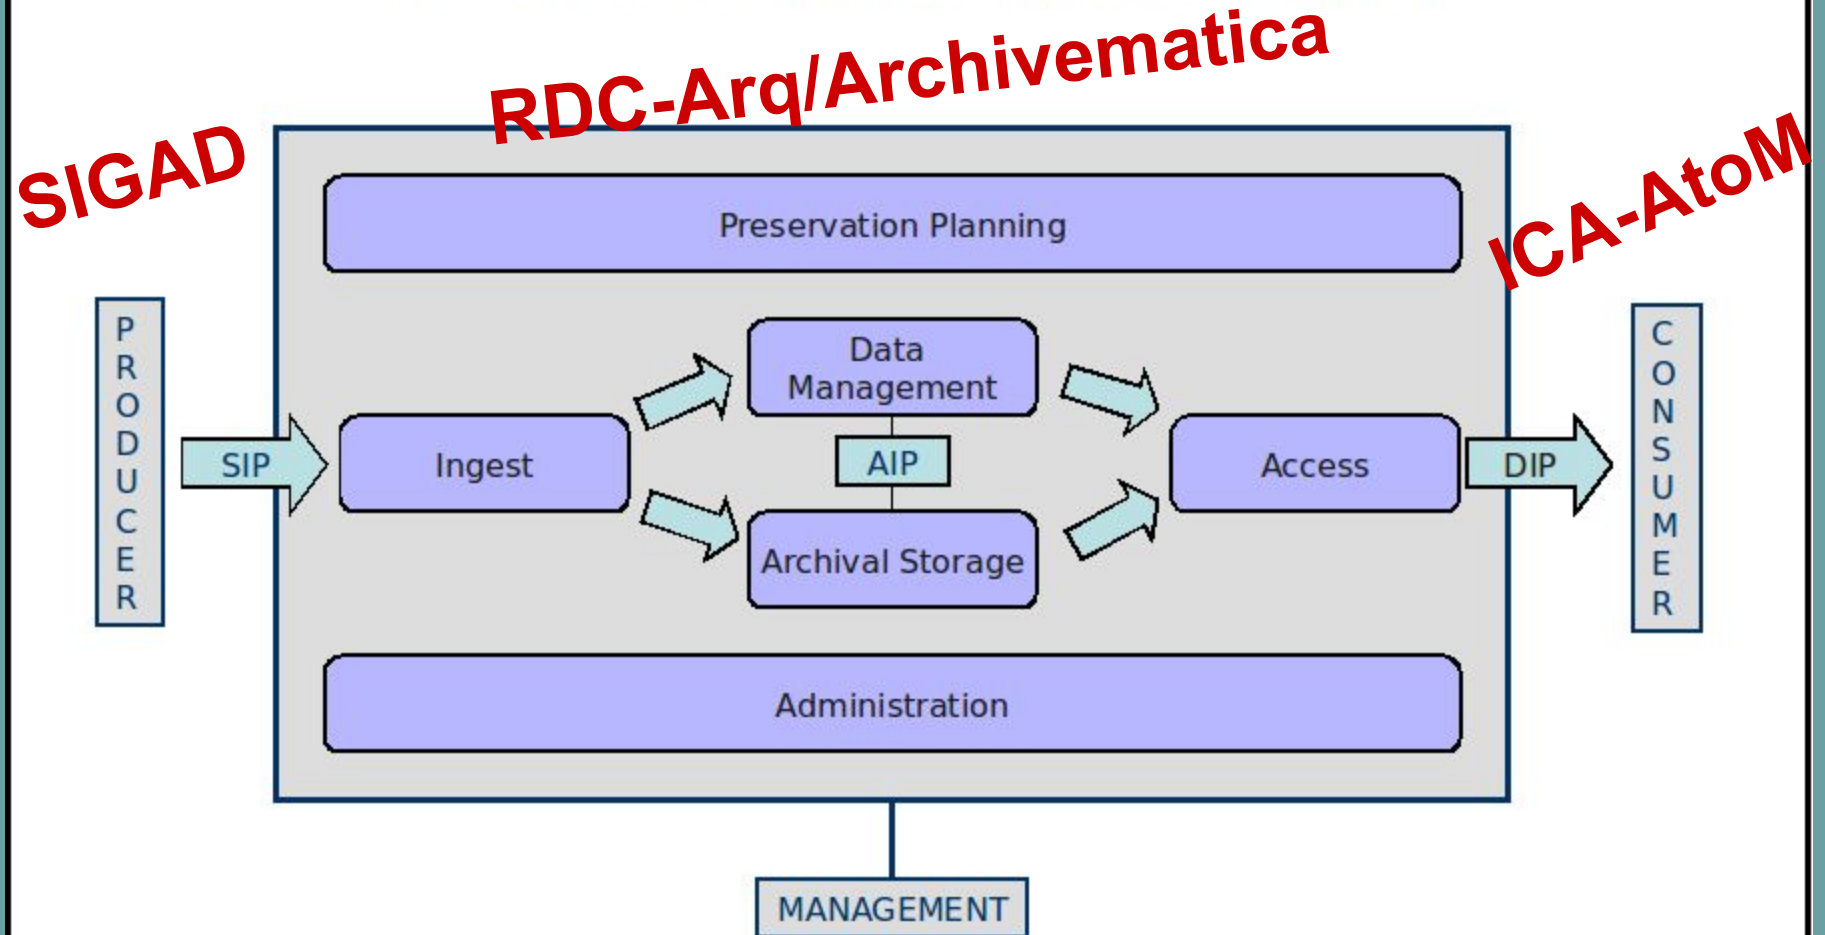 RDC-Arq/Archivematica
SIGAD
ICA-AtoM
Preservation Planning
PRODUCER
SIP
Ingest
Data
Management
AIP
Archival Storage
Access
DIP
CONSUMER
Administration
MANAGEMENT